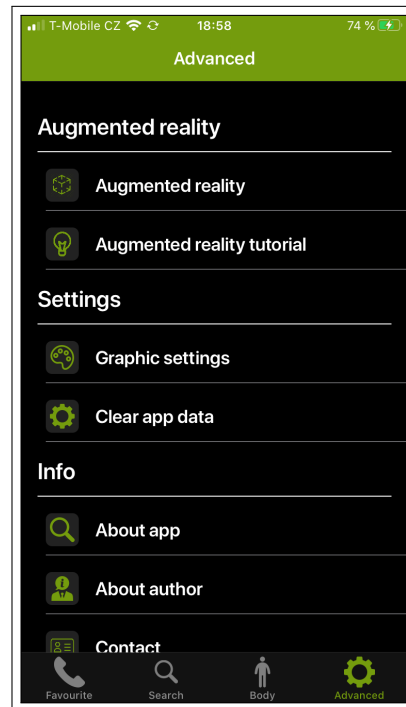 T-Mobile CZ 18:58 74 %
Advanced
Augmented reality
Augmented reality
Augmented reality tutorial
Settings
Graphic settings
Clear app data
Info
About app
About author
Contact
Favourite Search Body Advanced